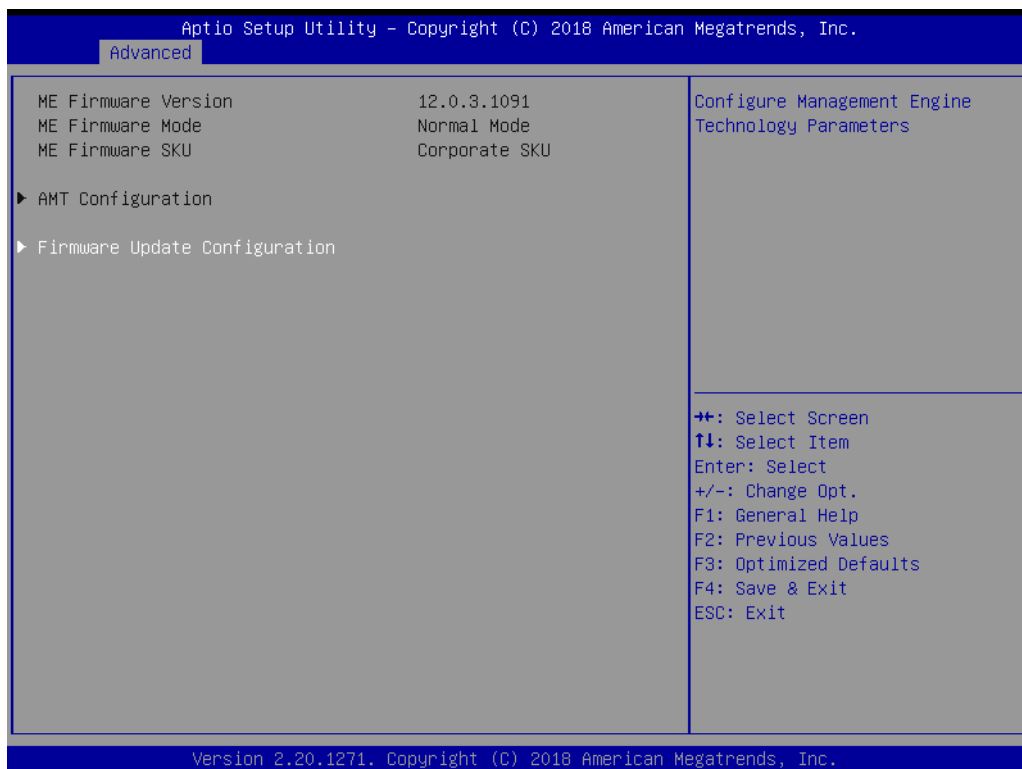 Aptio Setup Utility – Copyright (C) 2018 American Megatrends, Inc.
Advanced
ME Firmware Version 12.0.3.1091
ME Firmware Mode Normal Mode
ME Firmware SKU Corporate SKU
▶ AMT Configuration
▶ Firmware Update Configuration
Configure Management Engine
Technology Parameters
→←: Select Screen
↑↓: Select Item
Enter: Select
+/-: Change Opt.
F1: General Help
F2: Previous Values
F3: Optimized Defaults
F4: Save & Exit
ESC: Exit
Version 2.20.1271. Copyright (C) 2018 American Megatrends, Inc.